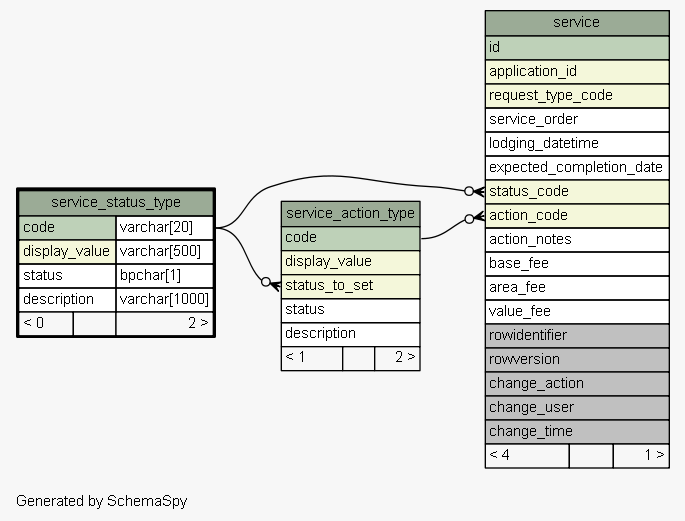 service
id
application_id
request_type_code
service_order
lodging_datetime
expected_completion_date
status_code
action_code
action_notes
base_fee
area_fee
value_fee
rowidentifier
rowversion
change_action
change_user
change_time
< 4 1 >
service_status_type
code varchar[20]
display_value varchar[500]
status bpchar[1]
description varchar[1000]
< 0 2 >
service_action_type
code
display_value
status_to_set
status
description
< 1 2 >
Generated by SchemaSpy